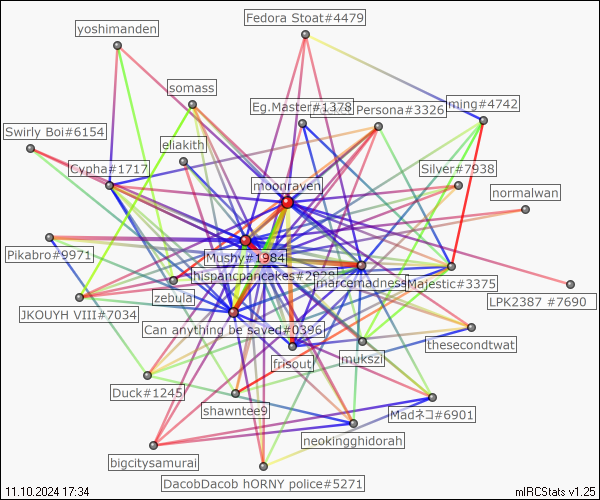 Fedora Stoat#4479
yoshimanden
somass
Eg.Master#1378
Persona#3326
ming#4742
Swirly Boi#6154
eliakith
Cypha#1717
Silver#7938
moonraven
normalwan
Pikabro#9971
Mushy#1984
hispancpancakes#2928
marcemadness
Majestic#3375
zebula
LPK2387 #7690
JKOUYH VIII#7034
Can anything be saved#0396
thesecondtwat
mukszi
frisout
Duck#1245
shawntee9
Madネコ#6901
neokingghidorah
bigcitysamurai
DacobDacob hORNY police#5271
11.10.2024 17:34
mIRCStats v1.25